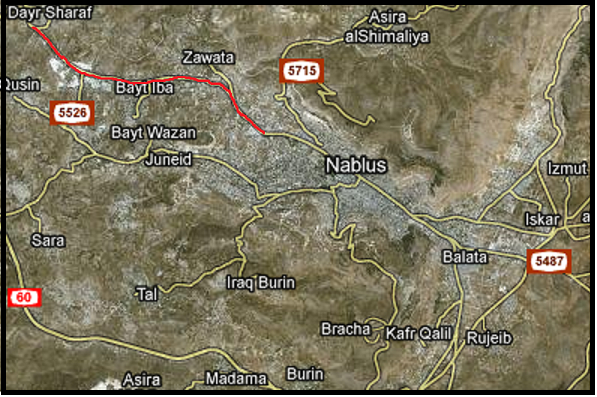 Dayr Sharaf
Asira
alShimaliya
Zawata
5715
Qusin
Bayt Iba
5526
Bayt Wazan
Juneid
Nablus
Izmut
Iskar
a
Sara
Balata
5487
Iraq Burin
Tal
60
Bracha
Kafr Qalil
Rujeib
Asira
Madama
Burin